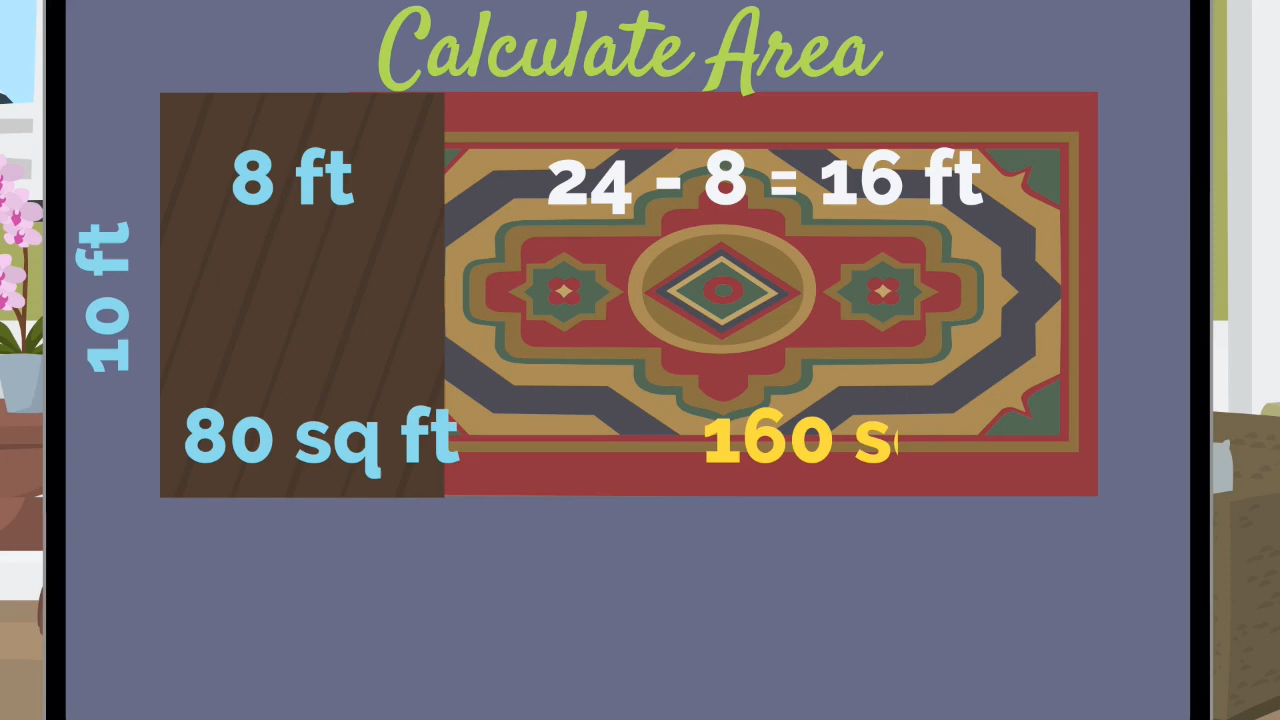 Calculate Area
8 ft
24 - 8 = 16 ft
10 ft
80 sq ft
160